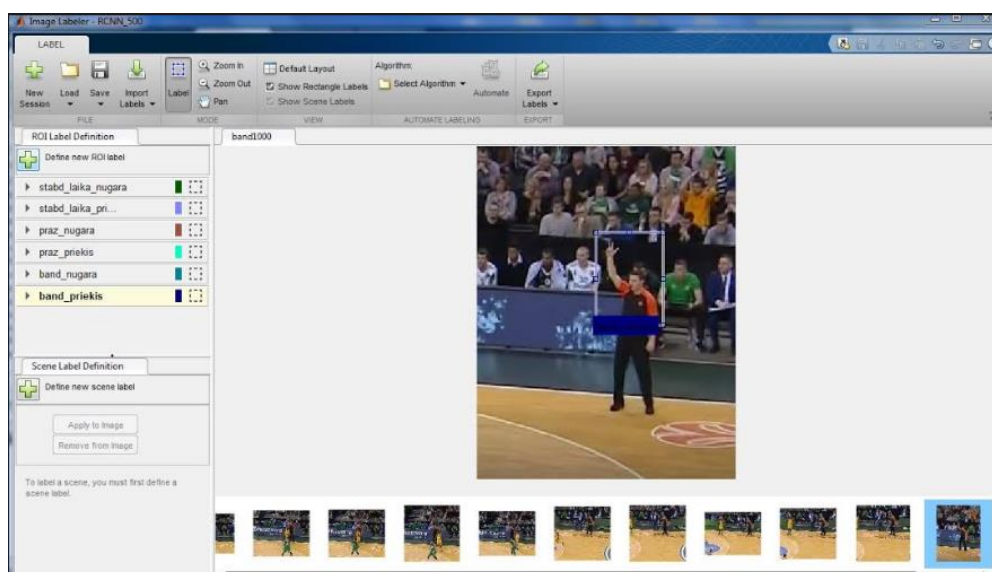 Image Labeler - RCNN_500
LABEL
New Session
Load
Save
Import Labels
FILE
Label
Zoom In
Zoom Out
Pan
MODE
Default Layout
Show Rectangle Labels
Show Scene Labels
VIEW
Algorithm:
Select Algorithm
Automate
AUTOMATE LABELING
Export Labels
EXPORT
ROI Label Definition
Define new ROI label
stabd_laika_nugara
stabd_laika_pri...
praz_nugara
praz_priekis
band_nugara
band_priekis
Scene Label Definition
Define new scene label
Apply to Image
Remove from Image
To label a scene, you must first define a
scene label.
band1000